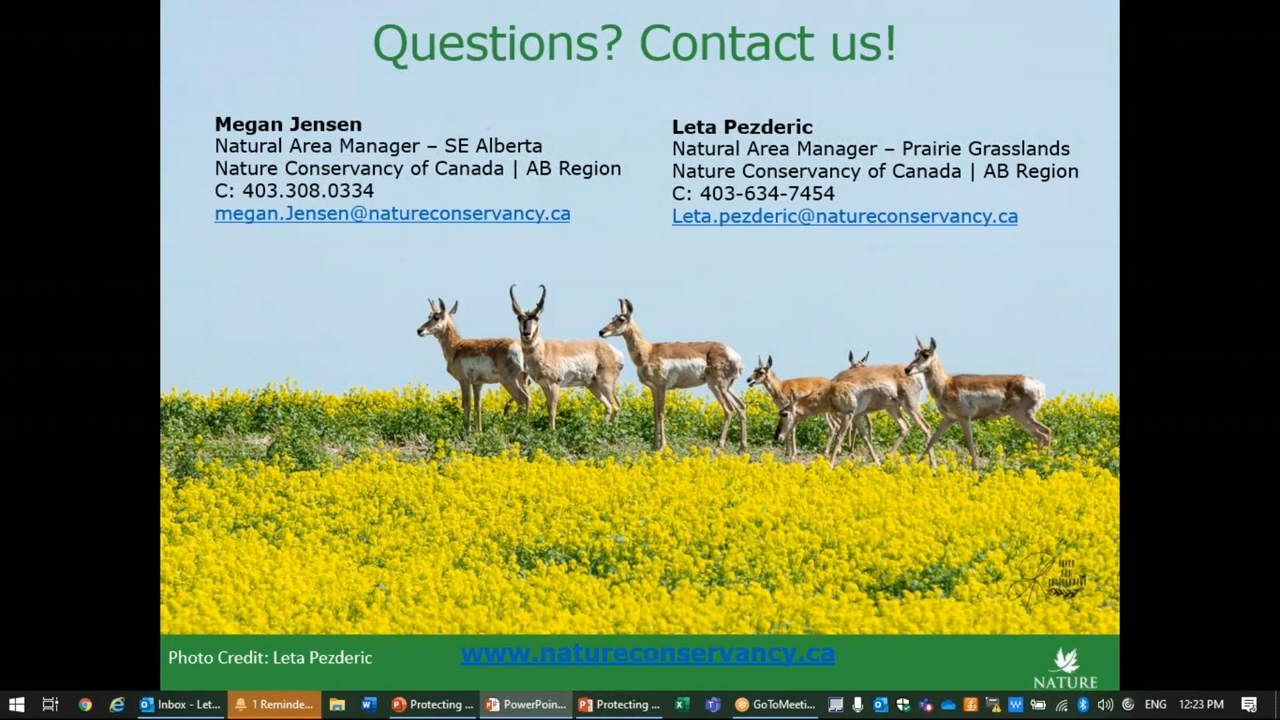 Questions? Contact us!
Megan Jensen
Natural Area Manager – SE Alberta
Nature Conservancy of Canada | AB Region
C: 403.308.0334
megan.Jensen@natureconservancy.ca
Leta Pezderic
Natural Area Manager – Prairie Grasslands
Nature Conservancy of Canada | AB Region
C: 403-634-7454
Leta.pezderic@natureconservancy.ca
Photo Credit: Leta Pezderic
www.natureconservancy.ca
NATURE
Inbox - Let...
1 Reminde...
Protecting ...
PowerPoin...
Protecting ...
GoToMeeti...
ENG
12:23 PM